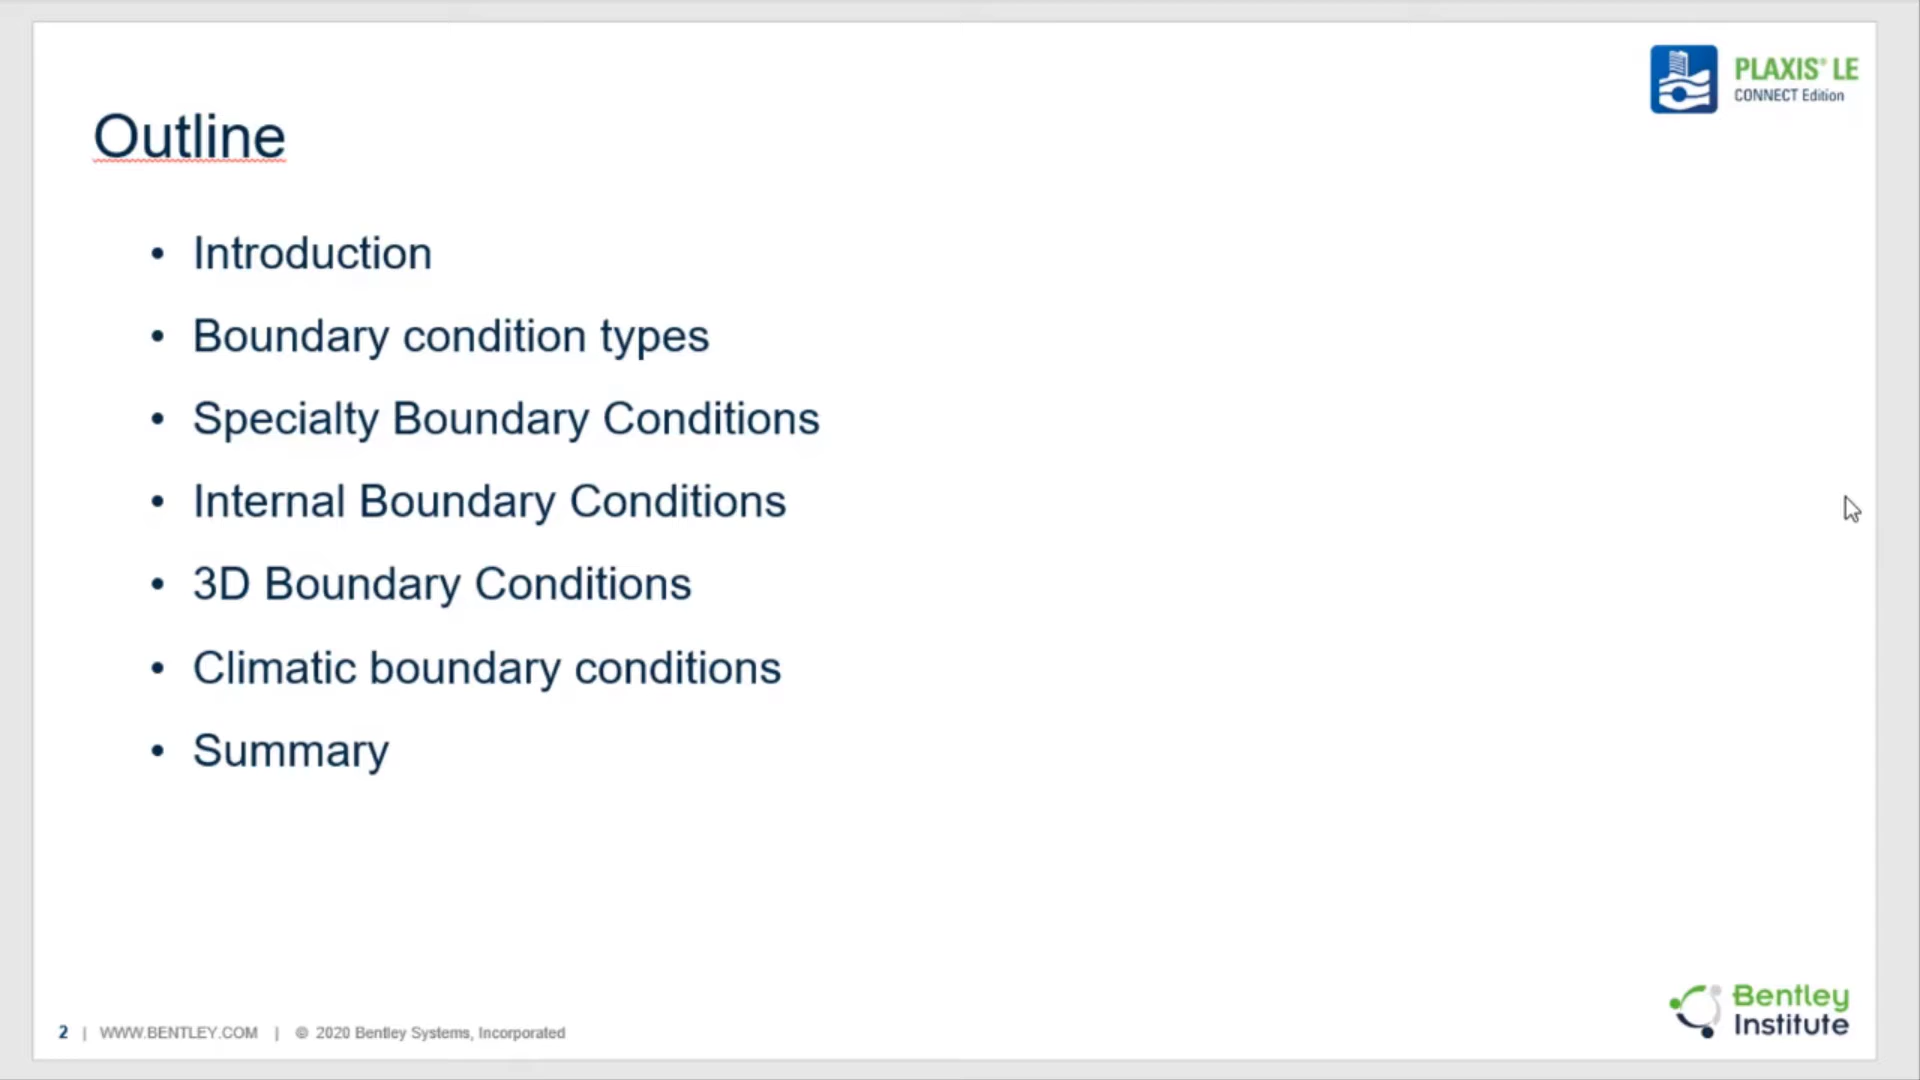 PLAXIS® LE
CONNECT Edition
Outline
• Introduction
• Boundary condition types
• Specialty Boundary Conditions
• Internal Boundary Conditions
• 3D Boundary Conditions
• Climatic boundary conditions
• Summary
2 | WWW.BENTLEY.COM | © 2020 Bentley Systems, Incorporated
Bentley
Institute